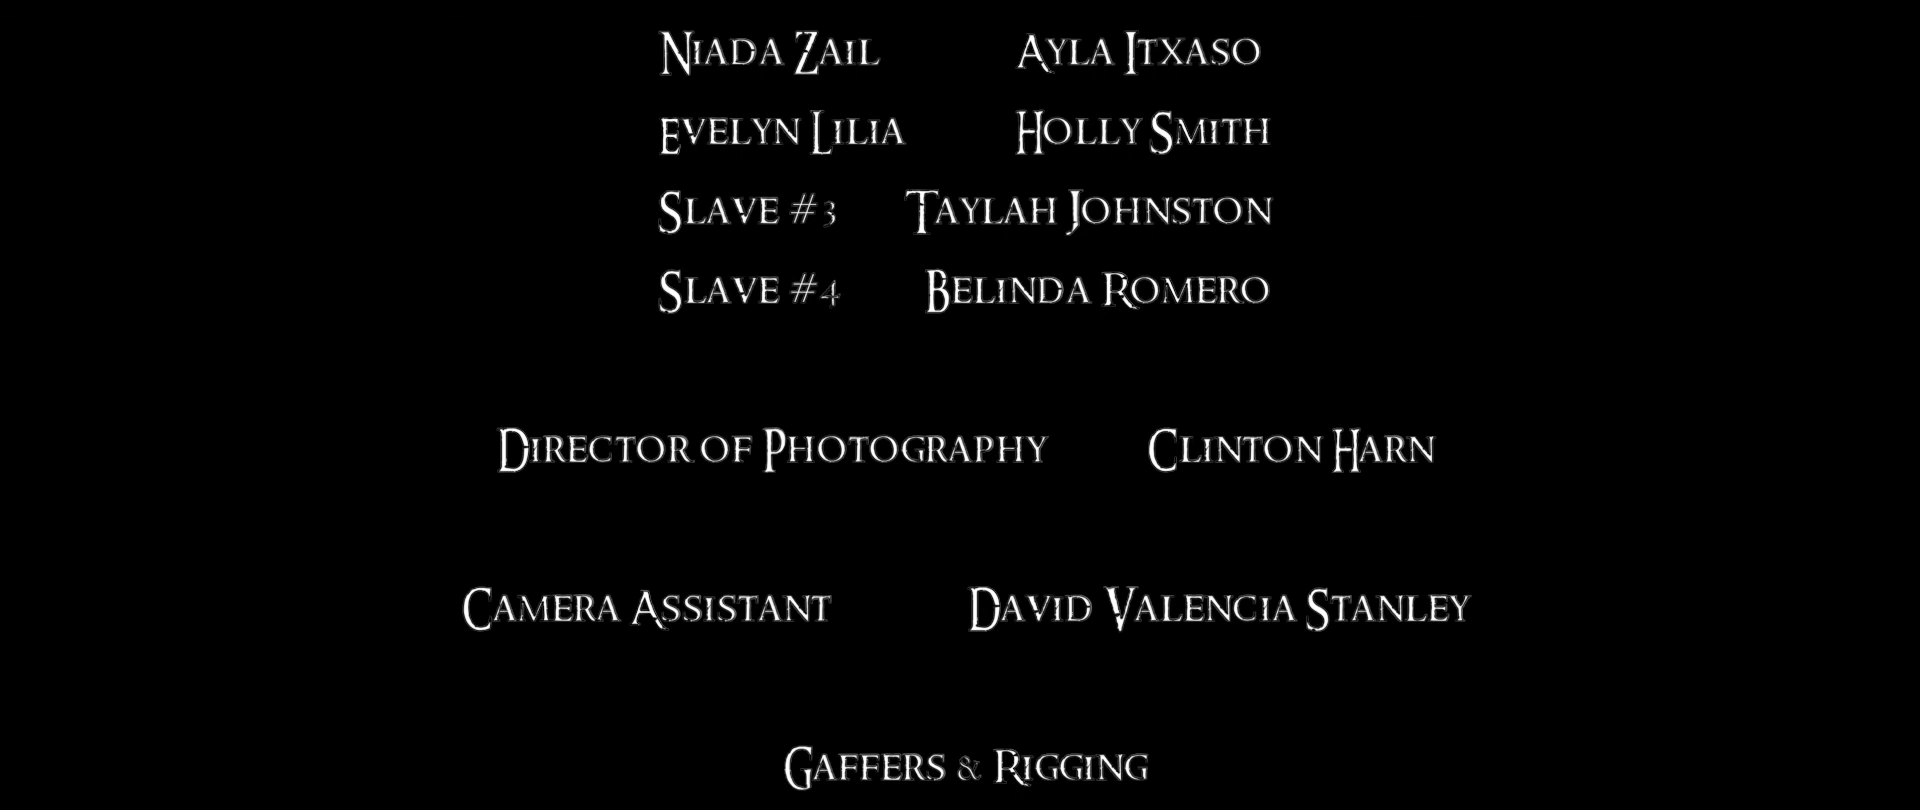 Niada Zail Ayla Itxaso
Evelyn Lilia Holly Smith
Slave #3 Taylah Johnston
Slave #4 Belinda Romero
Director of Photography Clinton Harn
Camera Assistant David Valencia Stanley
Gaffers & Rigging